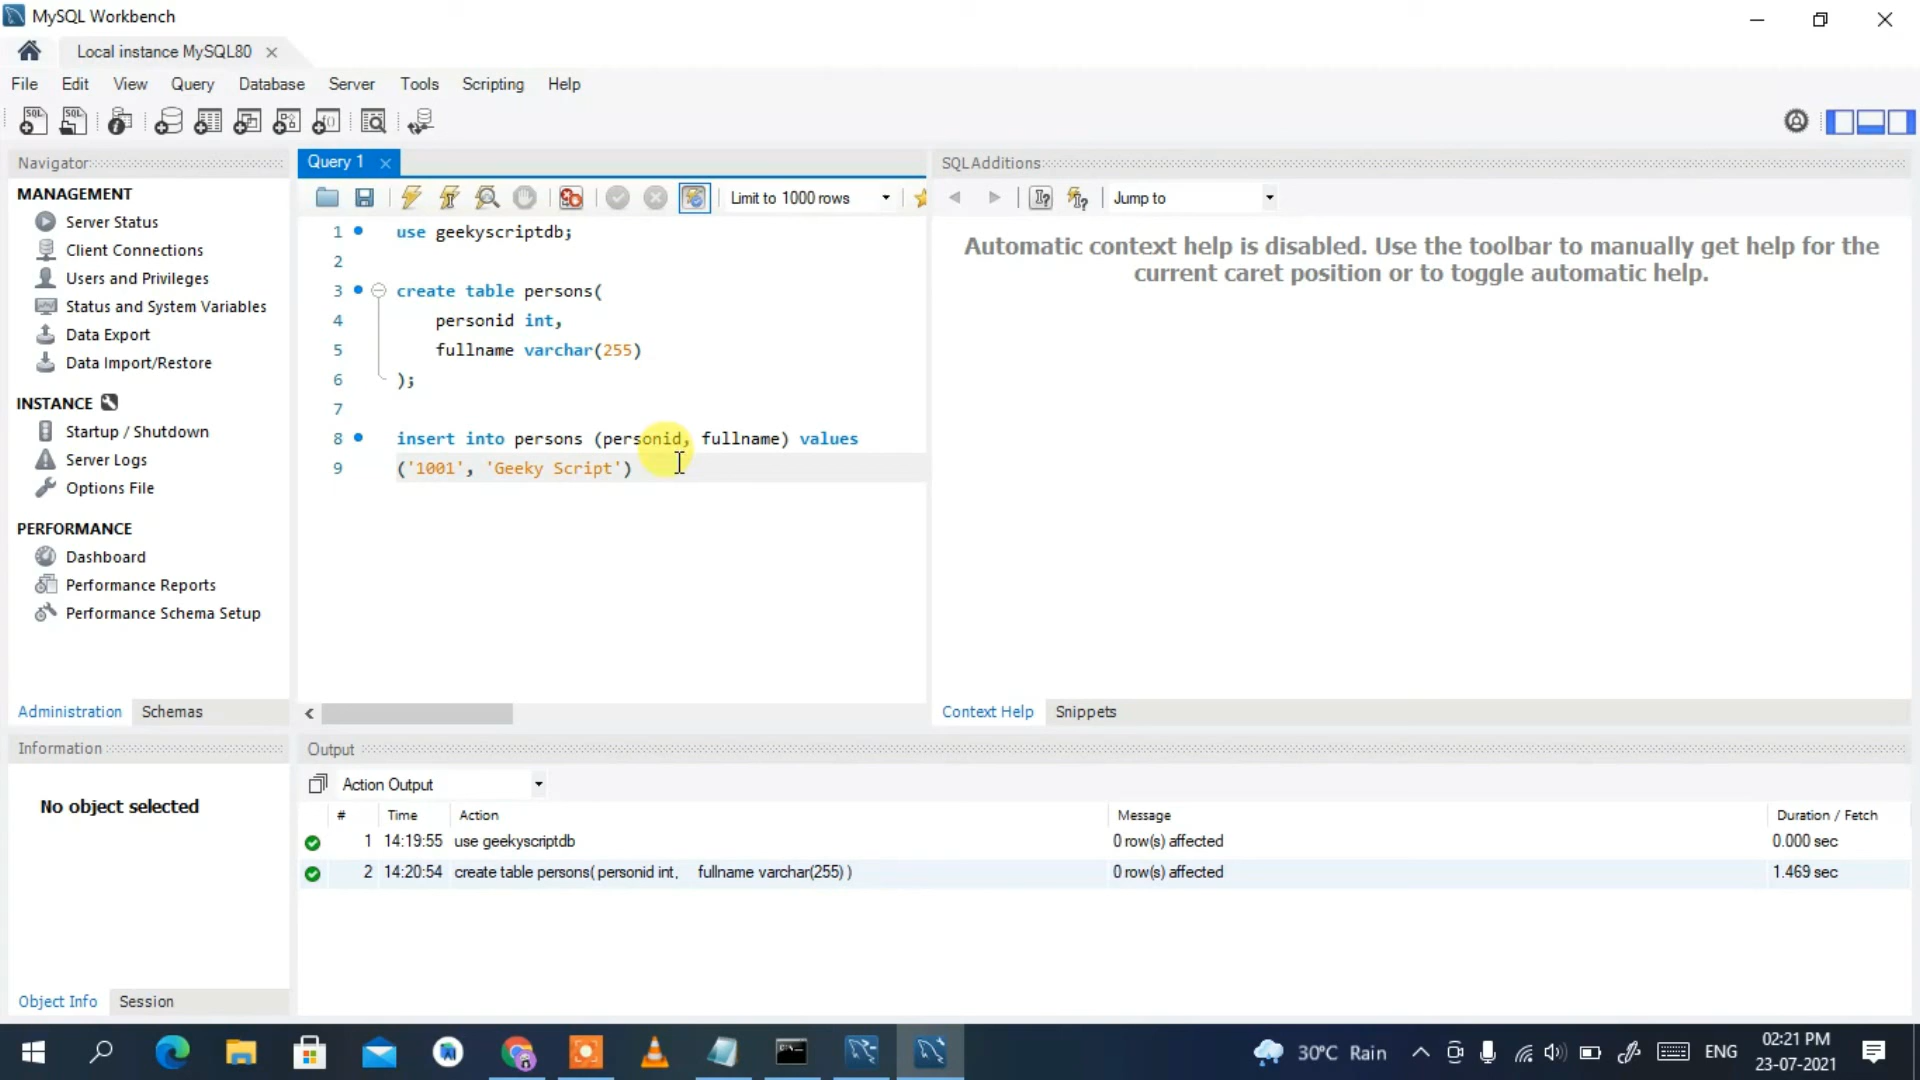 MySQL Workbench
Local instance MySQL80
File Edit View Query Database Server Tools Scripting Help
Navigator
MANAGEMENT
Server Status
Client Connections
Users and Privileges
Status and System Variables
Data Export
Data Import/Restore
INSTANCE
Startup / Shutdown
Server Logs
Options File
PERFORMANCE
Dashboard
Performance Reports
Performance Schema Setup
Administration Schemas
Query 1
Limit to 1000 rows
1 use geekyscriptdb;
2
3 create table persons(
4 personid int,
5 fullname varchar(255)
6 );
7
8 insert into persons (personid, fullname) values
9 ('1001', 'Geeky Script')
SQLAdditions
Jump to
Automatic context help is disabled. Use the toolbar to manually get help for the
current caret position or to toggle automatic help.
Context Help Snippets
Information
No object selected
Object Info Session
Output
Action Output
# Time Action Message Duration / Fetch
1 14:19:55 use geekyscriptdb 0 row(s) affected 0.000 sec
2 14:20:54 create table persons( personid int, fullname varchar(255) ) 0 row(s) affected 1.469 sec
30°C Rain
ENG
02:21 PM
23-07-2021